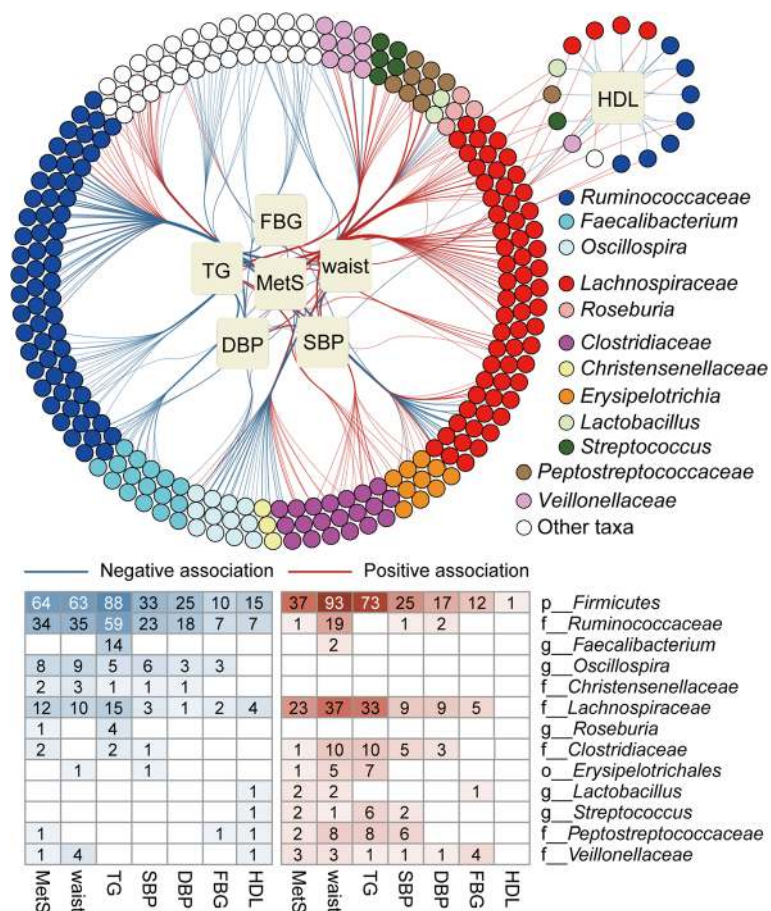 HDL
FBG
TG
MetS
waist
DBP
SBP
Ruminococcaceae
Faecalibacterium
Oscillospira
Lachnospiraceae
Roseburia
Clostridiaceae
Christensenellaceae
Erysipelotrichia
Lactobacillus
Streptococcus
Peptostreptococcaceae
Veillonellaceae
Other taxa
Negative association Positive association
64 63 88 33 25 10 15 37 93 73 25 17 12 1 p__Firmicutes
34 35 59 23 18 7 7 1 19 1 2 f__Ruminococcaceae
14 2 g__Faecalibacterium
8 9 5 6 3 3 g__Oscillospira
2 3 1 1 1 f__Christensenellaceae
12 10 15 3 1 2 4 23 37 33 9 9 5 f__Lachnospiraceae
1 4 g__Roseburia
2 2 1 1 10 10 5 3 f__Clostridiaceae
1 1 1 5 7 o__Erysipelotrichales
1 2 2 1 g__Lactobacillus
1 2 1 6 2 g__Streptococcus
1 1 1 2 8 8 6 f__Peptostreptococcaceae
1 4 1 3 3 1 1 1 4 f__Veillonellaceae
MetS waist TG SBP DBP FBG HDL MetS waist TG SBP DBP FBG HDL